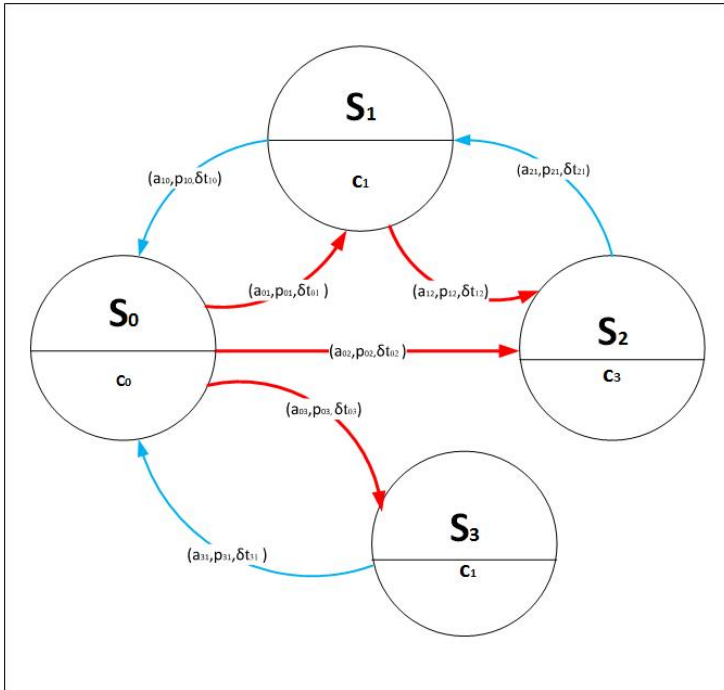 S₁
c₁
(a₁₀,p₁₀,δt₁₀)
(a₂₁,p₂₁,δt₂₁)
(a₀₁,p₀₁,δt₀₁ )
(a₁₂,p₁₂,δt₁₂)
S₀
c₀
(a₀₂,p₀₂,δt₀₂ )
S₂
c₃
(a₀₃,p₀₃,δt₀₃)
S₃
c₁
(a₃₁,p₃₁,δt₃₁ )